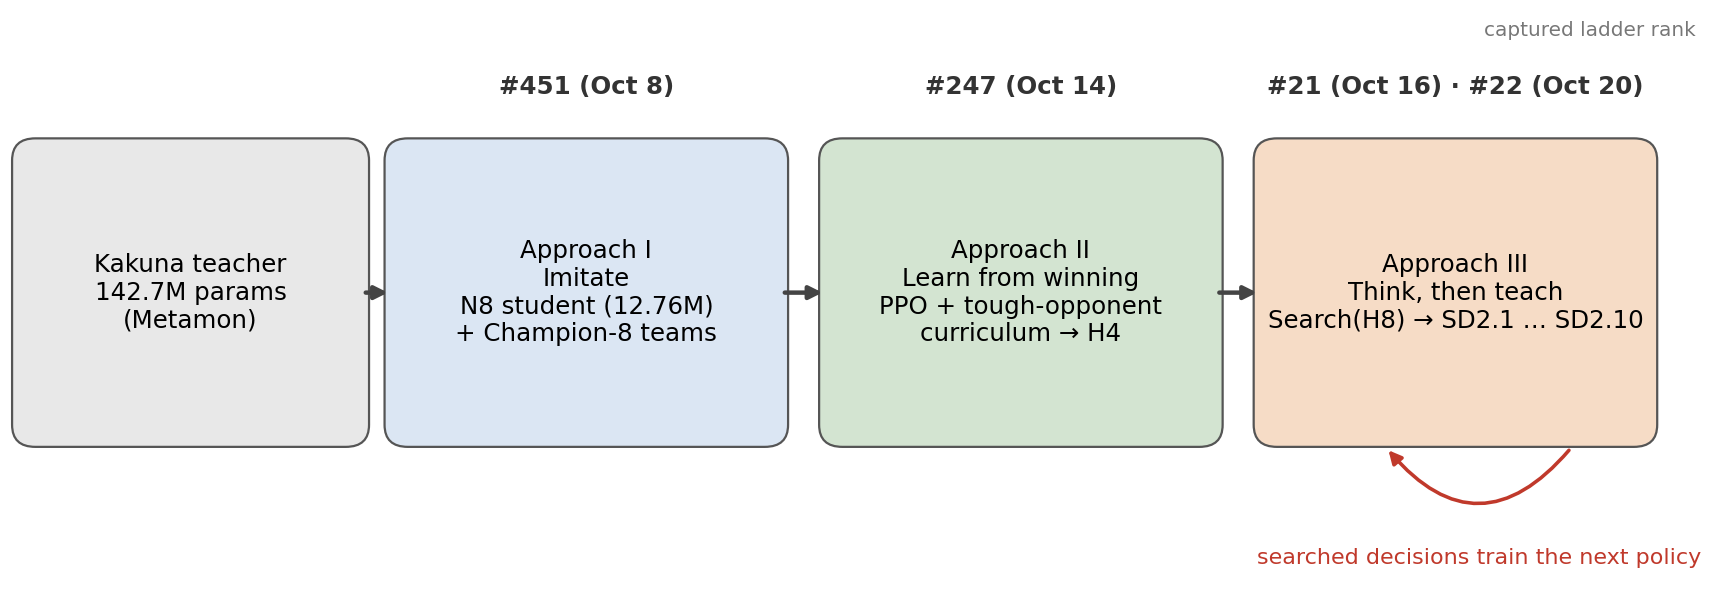 captured ladder rank
#451 (Oct 8)
#247 (Oct 14)
#21 (Oct 16) · #22 (Oct 20)
Kakuna teacher
142.7M params
(Metamon)
Approach I
Imitate
N8 student (12.76M)
+ Champion-8 teams
Approach II
Learn from winning
PPO + tough-opponent
curriculum → H4
Approach III
Think, then teach
Search(H8) → SD2.1 … SD2.10
searched decisions train the next policy